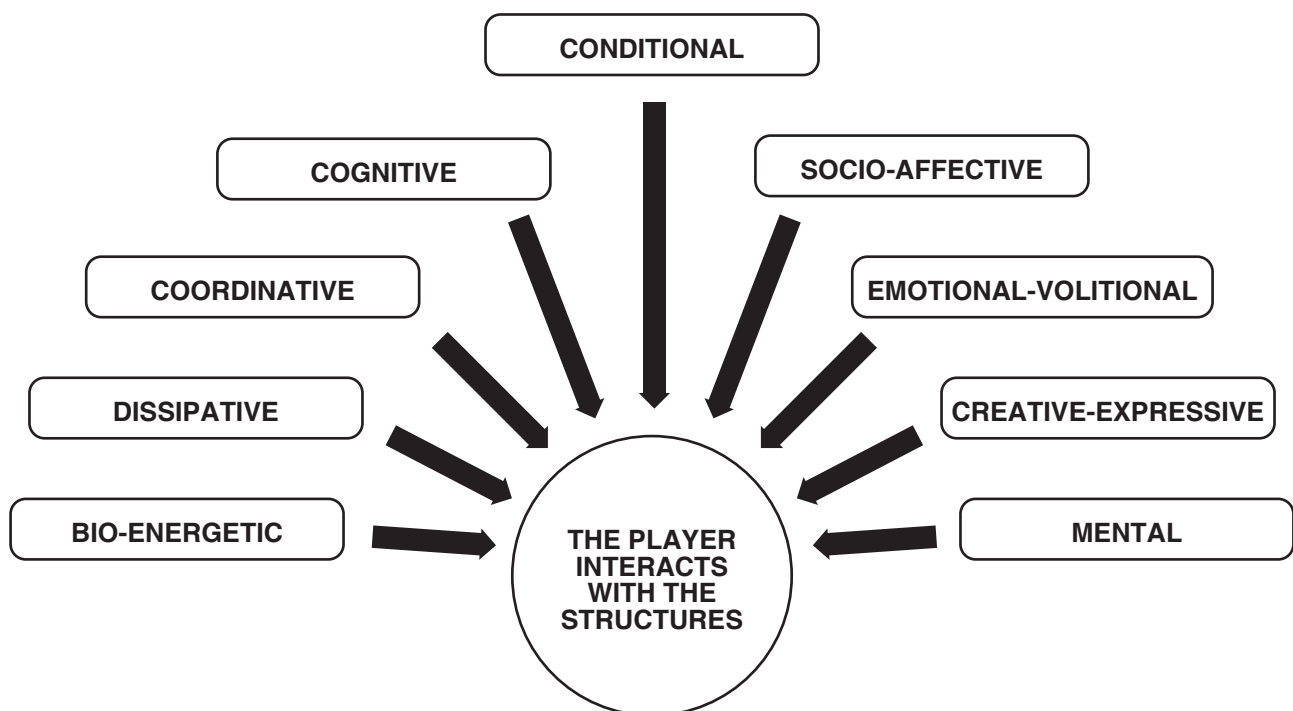 CONDITIONAL
COGNITIVE
SOCIO-AFFECTIVE
COORDINATIVE
EMOTIONAL-VOLITIONAL
DISSIPATIVE
CREATIVE-EXPRESSIVE
BIO-ENERGETIC
THE PLAYER
INTERACTS
WITH THE
STRUCTURES
MENTAL